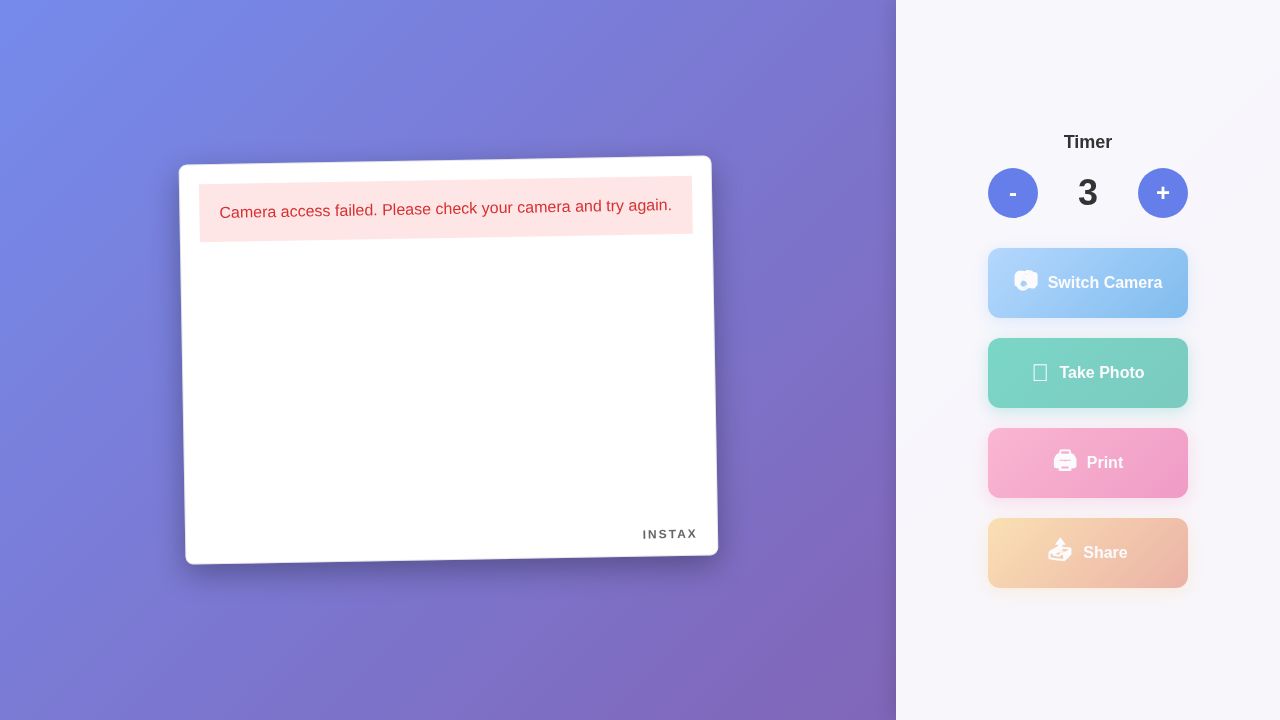 Camera access failed. Please check your camera and try again.
INSTAX
Timer
- 3 +
Switch Camera
Take Photo
Print
Share